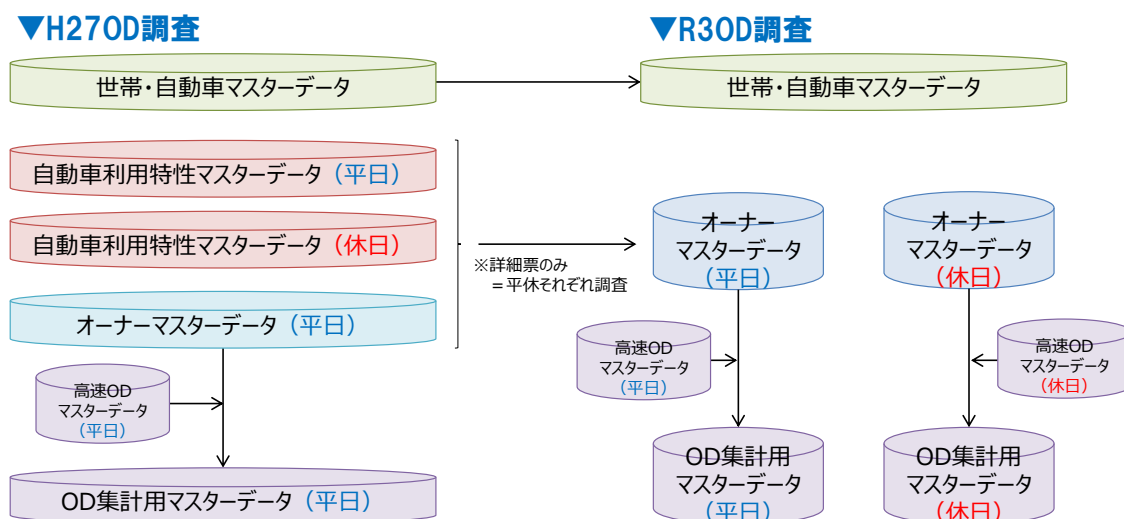 ▼H27OD調査
世帯・自動車マスターデータ
自動車利用特性マスターデータ（平日）
自動車利用特性マスターデータ（休日）
オーナーマスターデータ（平日）
高速OD
マスターデータ
（平日）
OD集計用マスターデータ（平日）
※詳細票のみ
＝平休それぞれ調査
▼R3OD調査
世帯・自動車マスターデータ
オーナー
マスターデータ
（平日）
高速OD
マスターデータ
（平日）
OD集計用
マスターデータ
（平日）
オーナー
マスターデータ
（休日）
高速OD
マスターデータ
（休日）
OD集計用
マスターデータ
（休日）